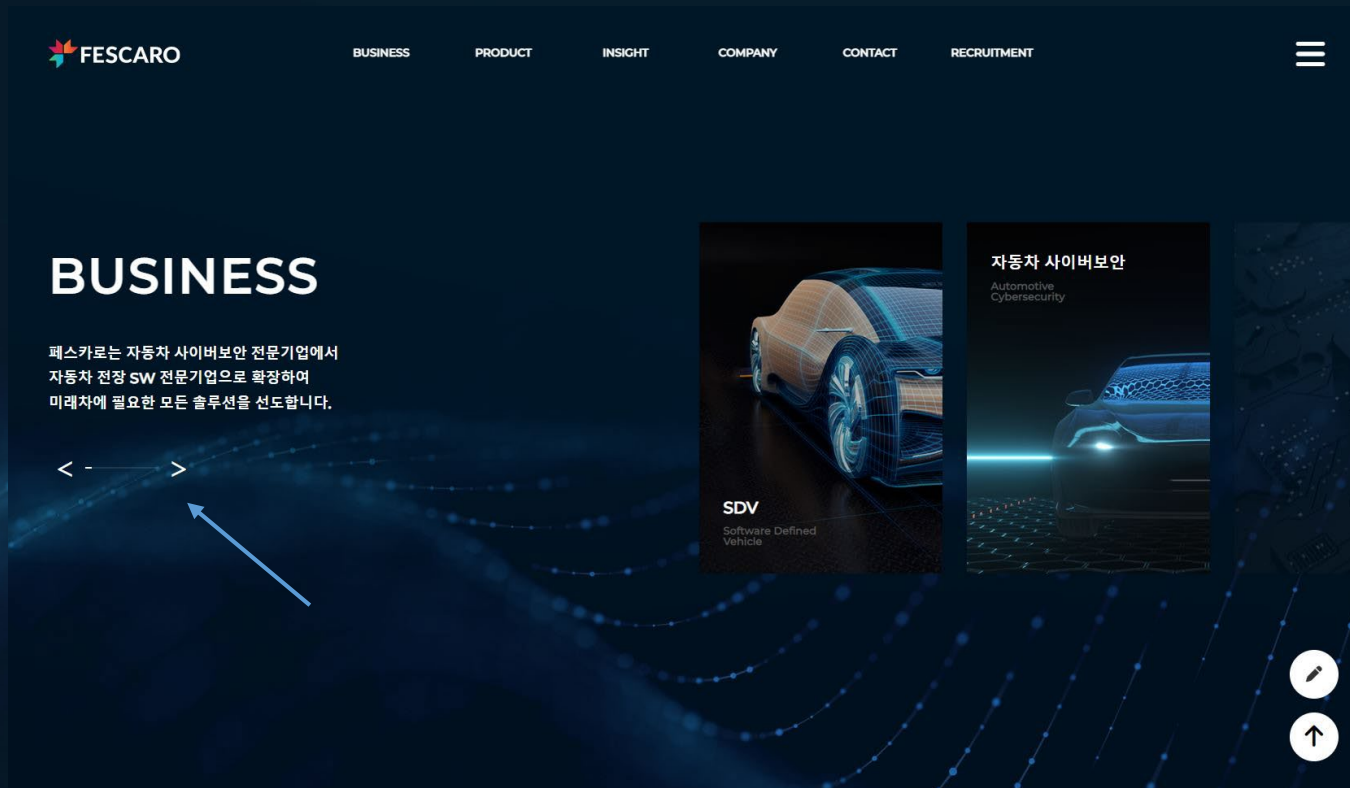 FESCARO
BUSINESS
PRODUCT
INSIGHT
COMPANY
CONTACT
RECRUITMENT
BUSINESS
페스카로는 자동차 사이버보안 전문기업에서
자동차 전장 SW 전문기업으로 확장하여
미래차에 필요한 모든 솔루션을 선도합니다.
< >
SDV
Software Defined
Vehicle
자동차 사이버보안
Automotive
Cybersecurity